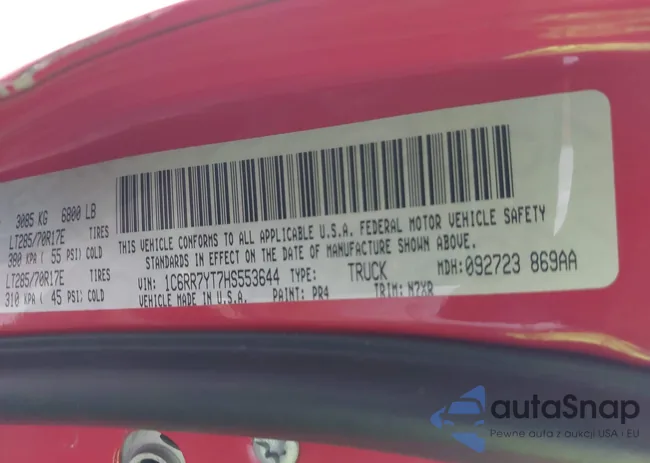 3085 KG 6800 LB
LT285/70R17E TIRES
380 KPA ( 55 PSI) COLD
LT285/70R17E TIRES
310 KPA ( 45 PSI) COLD
THIS VEHICLE CONFORMS TO ALL APPLICABLE U.S.A. FEDERAL MOTOR VEHICLE SAFETY
STANDARDS IN EFFECT ON THE DATE OF MANUFACTURE SHOWN ABOVE.
VIN: 1C6RR7YT7HS553644 TYPE: TRUCK MDH:092723 869AA
VEHICLE MADE IN U.S.A. PAINT: PR4 TRIM: N7XR
autaSnap
Pewne auta z aukcji USA i EU